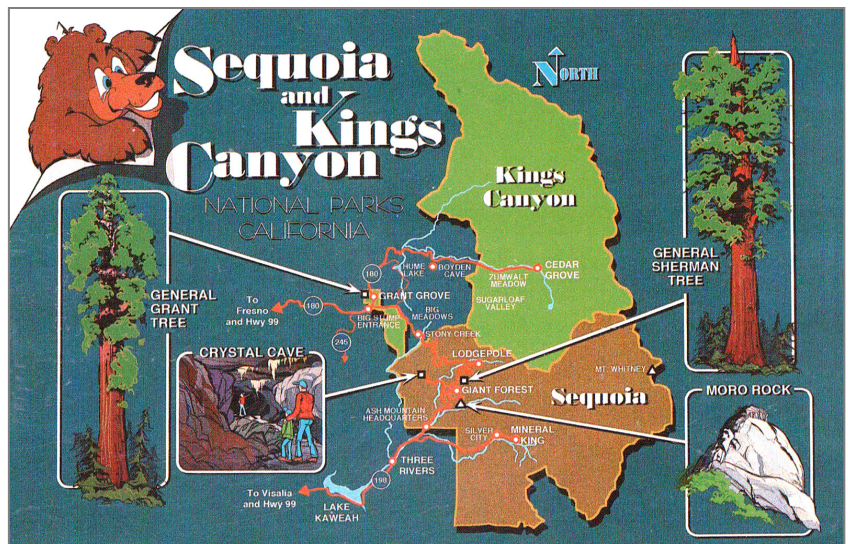 Sequoia
and
Kings
Canyon
NATIONAL PARKS
CALIFORNIA
NORTH
Kings
Canyon
GENERAL
SHERMAN
TREE
GENERAL
GRANT
TREE
180
HUME
LAKE
BOYDEN
CAVE
CEDAR
GROVE
ZUMWALT
MEADOW
SUGARLOAF
VALLEY
To
Fresno
and Hwy 99
180
GRANT GROVE
BIG STUMP
ENTRANCE
BIG
MEADOWS
STONY CREEK
245
CRYSTAL CAVE
LODGEPOLE
GIANT FOREST
MT. WHITNEY
Sequoia
MORO ROCK
ASH MOUNTAIN
HEADQUARTERS
SILVER
CITY
MINERAL
KING
THREE
RIVERS
198
To Visalia
and Hwy 99
LAKE
KAWEAH